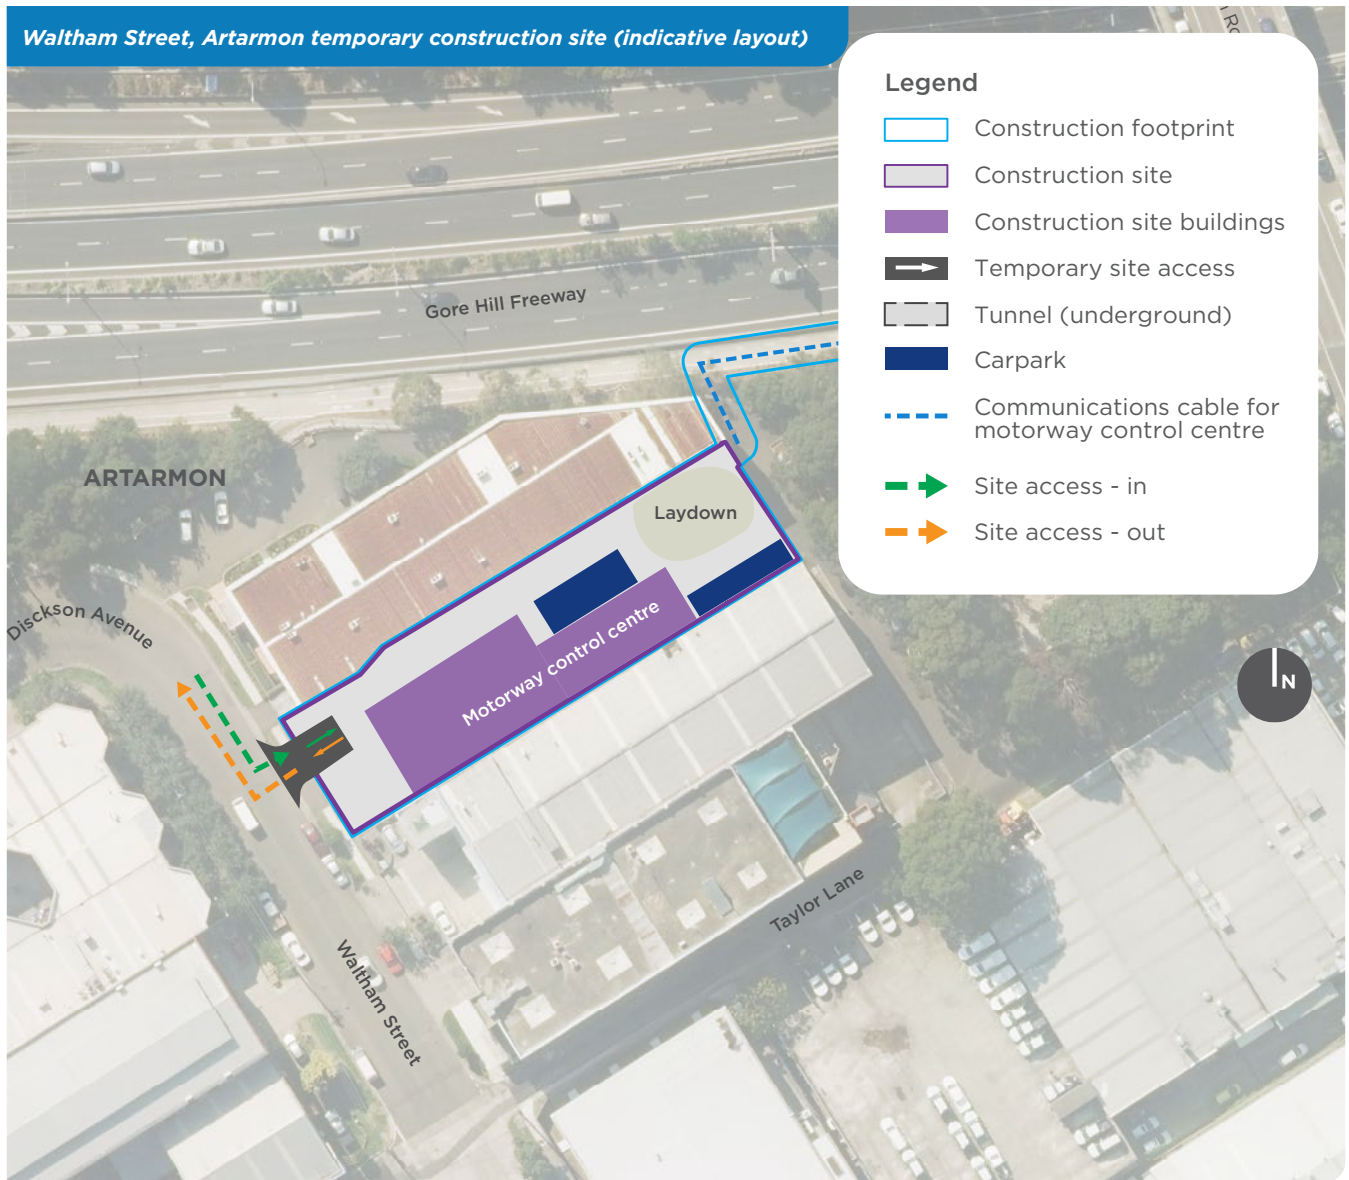 Waltham Street, Artarmon temporary construction site (indicative layout)
Legend
Construction footprint
Construction site
Construction site buildings
Temporary site access
Tunnel (underground)
Carpark
Communications cable for
motorway control centre
Site access - in
Site access - out
Gore Hill Freeway
ARTARMON
Laydown
Disckson Avenue
Motorway control centre
N
Taylor Lane
Waltham Street